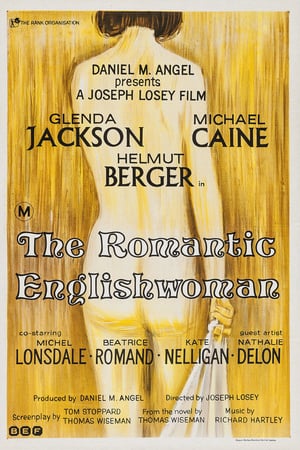 THE RANK ORGANISATION
DANIEL M. ANGEL
presents
A JOSEPH LOSEY FILM
GLENDA JACKSON
MICHAEL CAINE
HELMUT BERGER in
M
The Romantic
Englishwoman
co-starring
MICHEL LONSDALE · BEATRICE ROMAND · KATE NELLIGAN
guest artist
NATHALIE DELON
Produced by DANIEL M. ANGEL
Directed by JOSEPH LOSEY
Screenplay by TOM STOPPARD
THOMAS WISEMAN
From the novel by THOMAS WISEMAN
Music by RICHARD HARTLEY
BEF